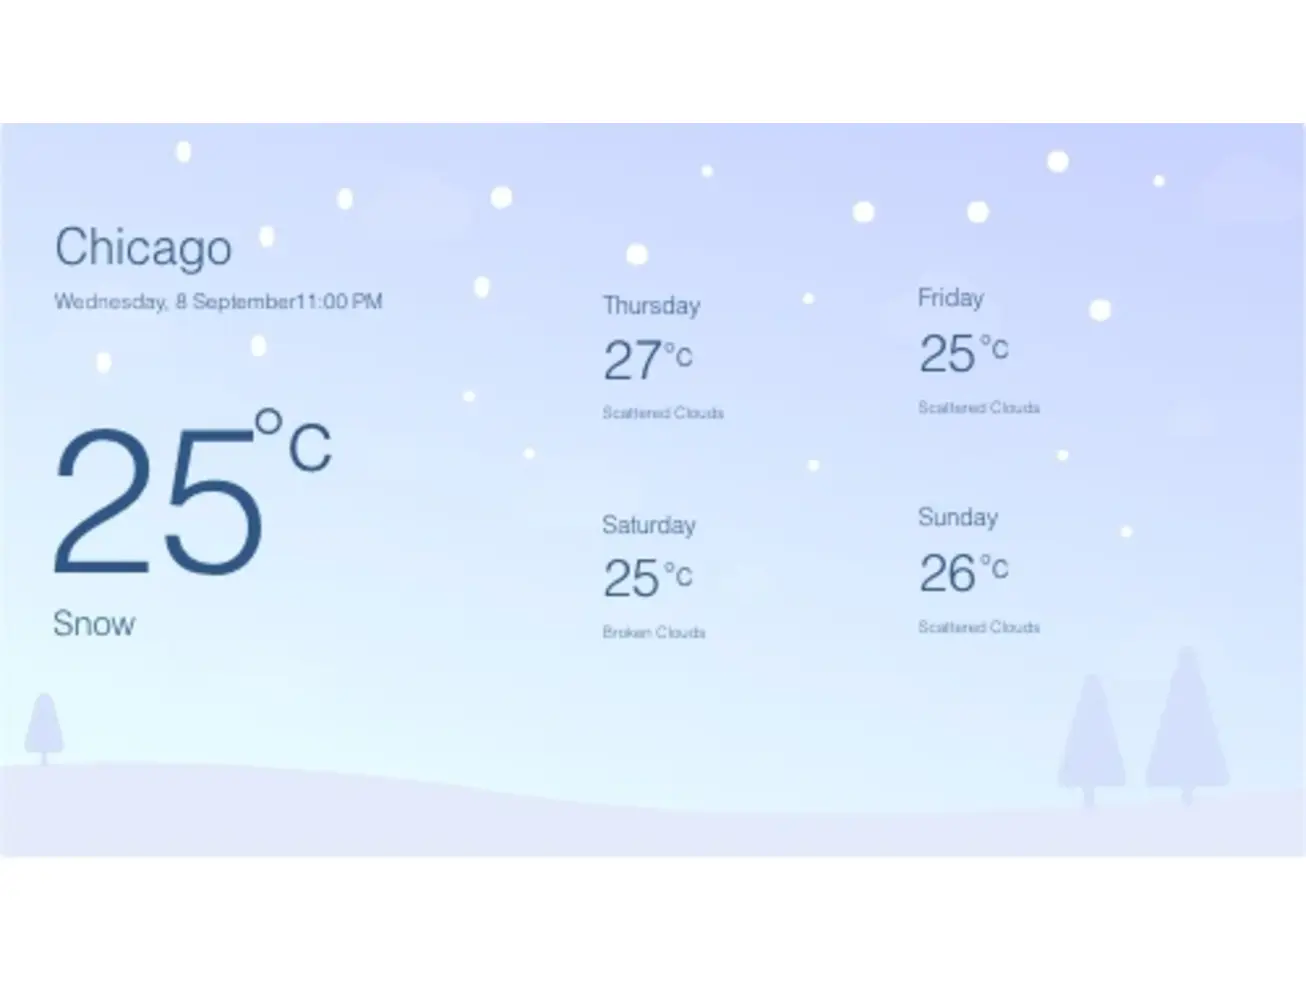 Chicago
Wednesday, 8 September11:00 PM
25°C
Snow
Thursday
27°C
Scattered Clouds
Friday
25°C
Scattered Clouds
Saturday
25°C
Broken Clouds
Sunday
26°C
Scattered Clouds